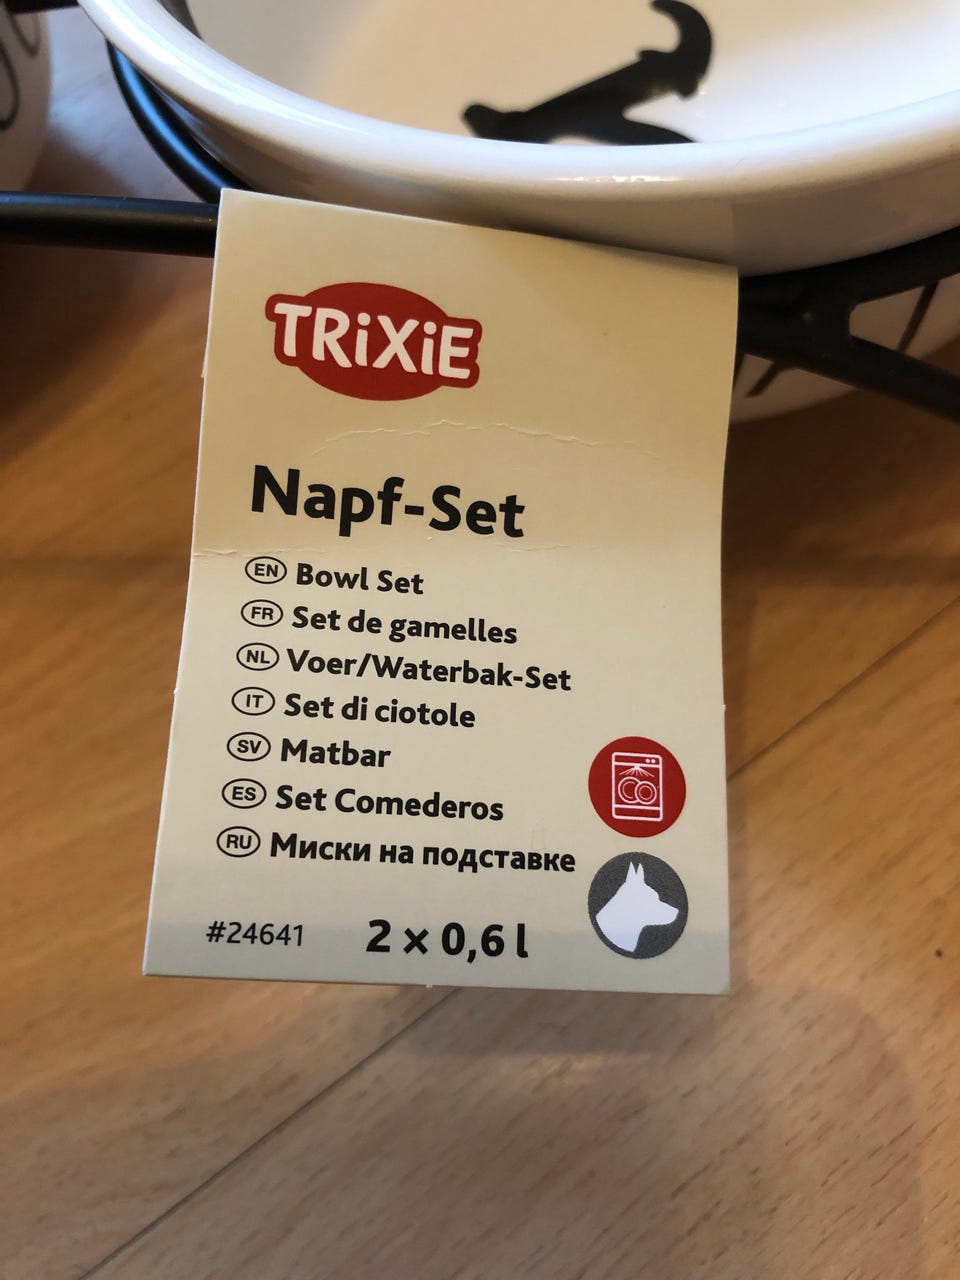 TRiXiE
Napf-Set
EN Bowl Set
FR Set de gamelles
NL Voer/Waterbak-Set
IT Set di ciotole
SV Matbar
ES Set Comederos
RU Миски на подставке
#24641 2 x 0,6 l